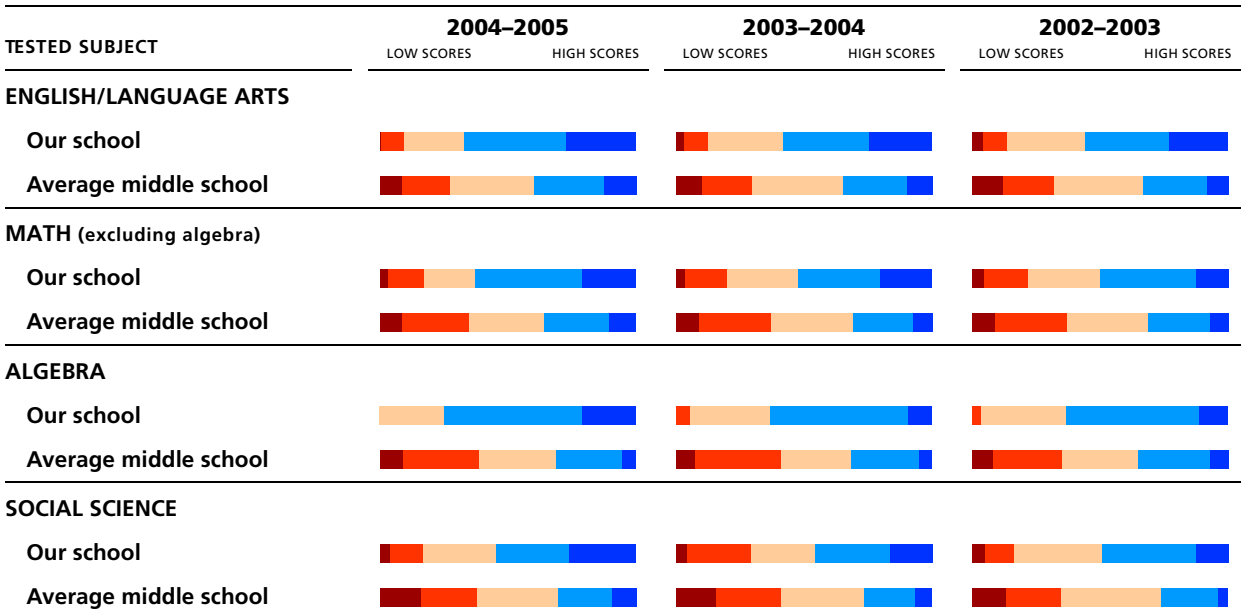 2004–2005 2003–2004 2002–2003
TESTED SUBJECT LOW SCORES HIGH SCORES LOW SCORES HIGH SCORES LOW SCORES HIGH SCORES
ENGLISH/LANGUAGE ARTS
Our school
Average middle school
MATH (excluding algebra)
Our school
Average middle school
ALGEBRA
Our school
Average middle school
SOCIAL SCIENCE
Our school
Average middle school